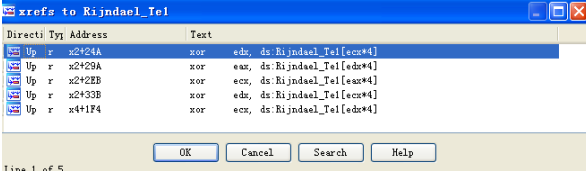 xrefs to Rijndael_Te1
Directi Typ Address Text
Up r x2+24A xor edx, ds:Rijndael_Te1[ecx*4]
Up r x2+29A xor eax, ds:Rijndael_Te1[edx*4]
Up r x2+2EB xor ecx, ds:Rijndael_Te1[eax*4]
Up r x2+33B xor ecx, ds:Rijndael_Te1[edx*4]
Up r x4+1F4 xor ecx, ds:Rijndael_Te1[edx*4]
OK Cancel Search Help
Line 1 of 5